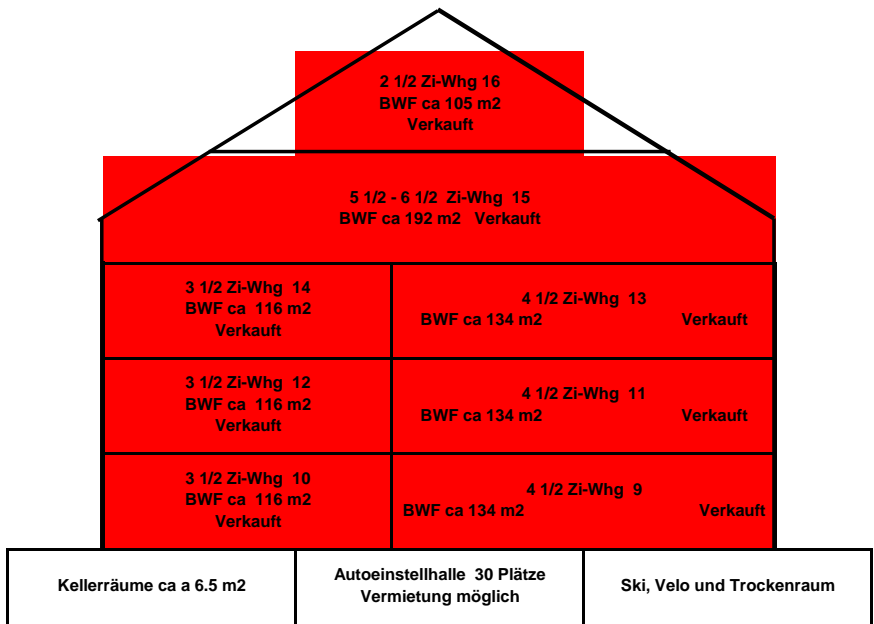 2 1/2 Zi-Whg 16
BWF ca 105 m2
Verkauft
5 1/2 - 6 1/2 Zi-Whg 15
BWF ca 192 m2 Verkauft
3 1/2 Zi-Whg 14
BWF ca 116 m2
Verkauft
4 1/2 Zi-Whg 13
BWF ca 134 m2 Verkauft
3 1/2 Zi-Whg 12
BWF ca 116 m2
Verkauft
4 1/2 Zi-Whg 11
BWF ca 134 m2 Verkauft
3 1/2 Zi-Whg 10
BWF ca 116 m2
Verkauft
4 1/2 Zi-Whg 9
BWF ca 134 m2 Verkauft
Kellerräume ca a 6.5 m2
Autoeinstellhalle 30 Plätze
Vermietung möglich
Ski, Velo und Trockenraum